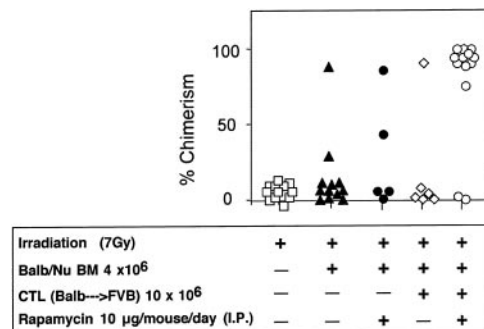 100
50
0
% Chimerism
Irradiation (7Gy) + + + + +
Balb/Nu BM 4 x10⁶ — + + + +
CTL (Balb--->FVB) 10 x 10⁶ — — — + +
Rapamycin 10 µg/mouse/day (I.P.) — — + — +